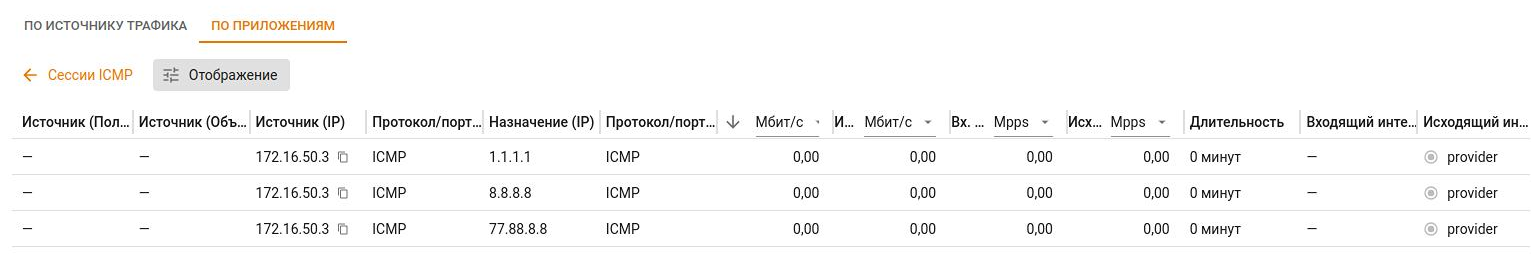 ПО ИСТОЧНИКУ ТРАФИКА ПО ПРИЛОЖЕНИЯМ
Сессии ICMP Отображение
Источник (Пол... Источник (Объ... Источник (IP) Протокол/порт... Назначение (IP) Протокол/порт... Мбит/с И... Мбит/с Вх. ... Mpps Исх... Mpps Длительность Входящий инте... Исходящий ин...
— — 172.16.50.3 ICMP 1.1.1.1 ICMP 0,00 0,00 0,00 0,00 0 минут — provider
— — 172.16.50.3 ICMP 8.8.8.8 ICMP 0,00 0,00 0,00 0,00 0 минут — provider
— — 172.16.50.3 ICMP 77.88.8.8 ICMP 0,00 0,00 0,00 0,00 0 минут — provider